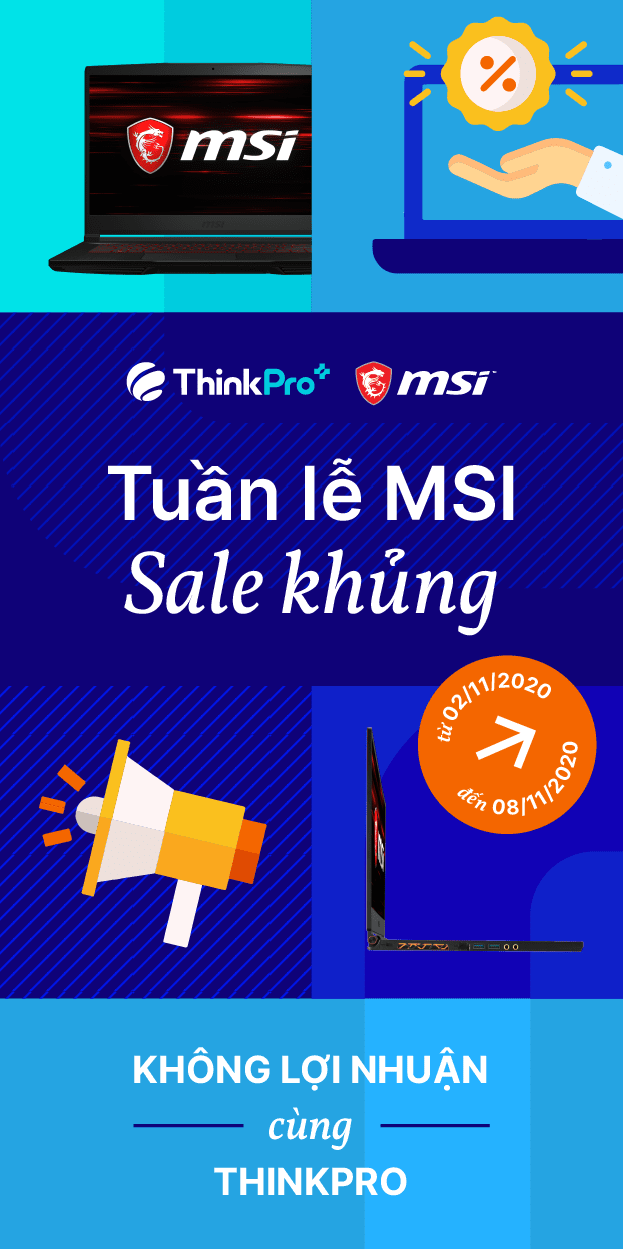 msi
%
ThinkPro
msi
Tuần lễ MSI
Sale khủng
từ 02/11/2020
đến 08/11/2020
KHÔNG LỢI NHUẬN
cùng
THINKPRO